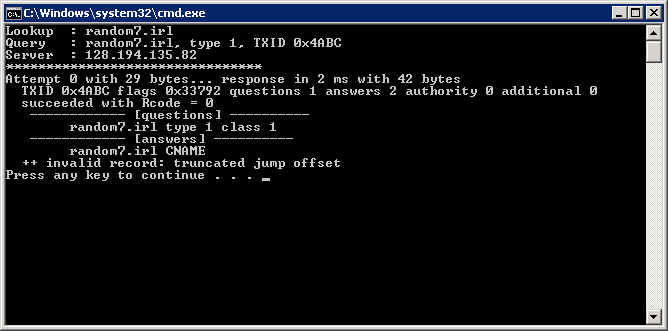 C:\Windows\system32\cmd.exe
Lookup  : random7.irl
Query   : random7.irl, type 1, TXID 0x4ABC
Server  : 128.194.135.82
********************************
Attempt 0 with 29 bytes... response in 2 ms with 42 bytes
  TXID 0x4ABC flags 0x33792 questions 1 answers 2 authority 0 additional 0
  succeeded with Rcode = 0
   ------------ [questions] ----------
        random7.irl type 1 class 1
   ------------ [answers] ----------
        random7.irl CNAME
  ++ invalid record: truncated jump offset
Press any key to continue . . . _